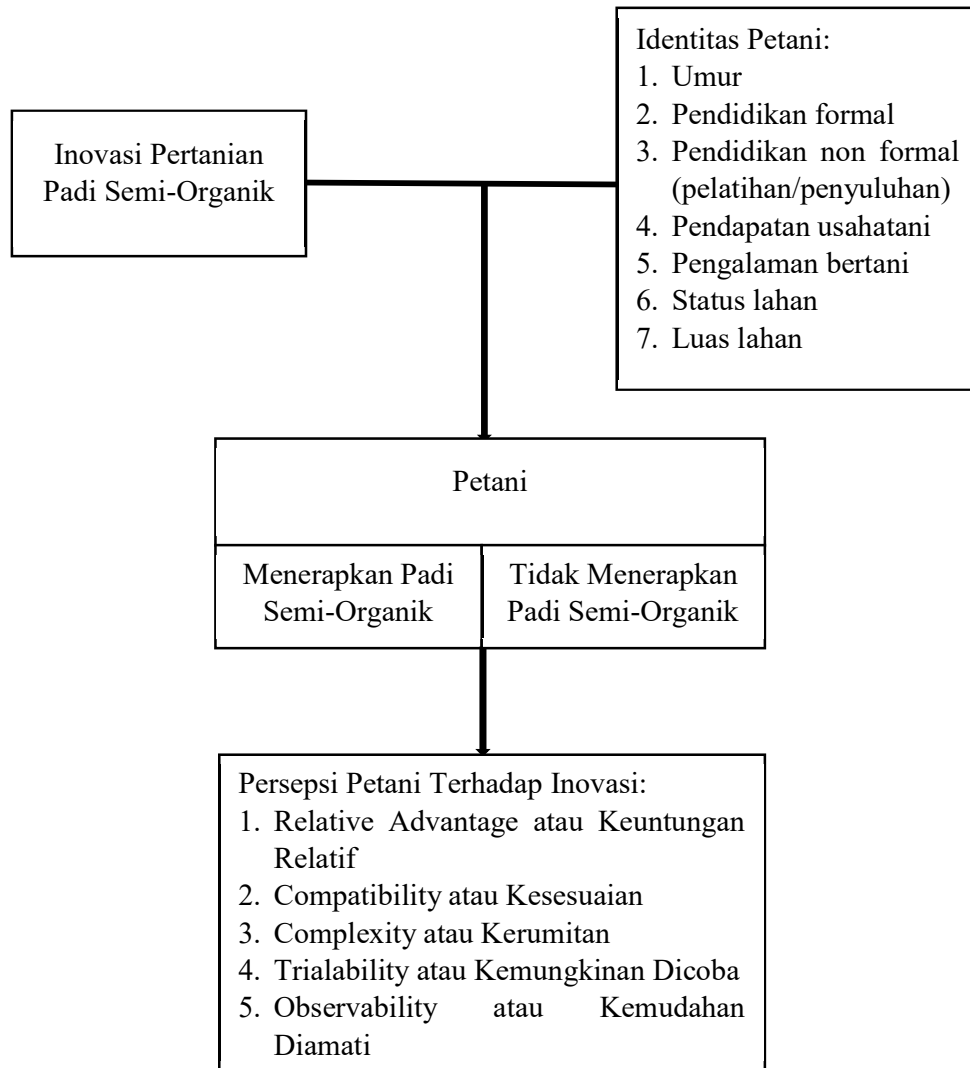 Inovasi Pertanian
Padi Semi-Organik
Identitas Petani:
1. Umur
2. Pendidikan formal
3. Pendidikan non formal
(pelatihan/penyuluhan)
4. Pendapatan usahatani
5. Pengalaman bertani
6. Status lahan
7. Luas lahan
Petani
Menerapkan Padi
Semi-Organik
Tidak Menerapkan
Padi Semi-Organik
Persepsi Petani Terhadap Inovasi:
1. Relative Advantage atau Keuntungan
Relatif
2. Compatibility atau Kesesuaian
3. Complexity atau Kerumitan
4. Trialability atau Kemungkinan Dicoba
5. Observability atau Kemudahan
Diamati